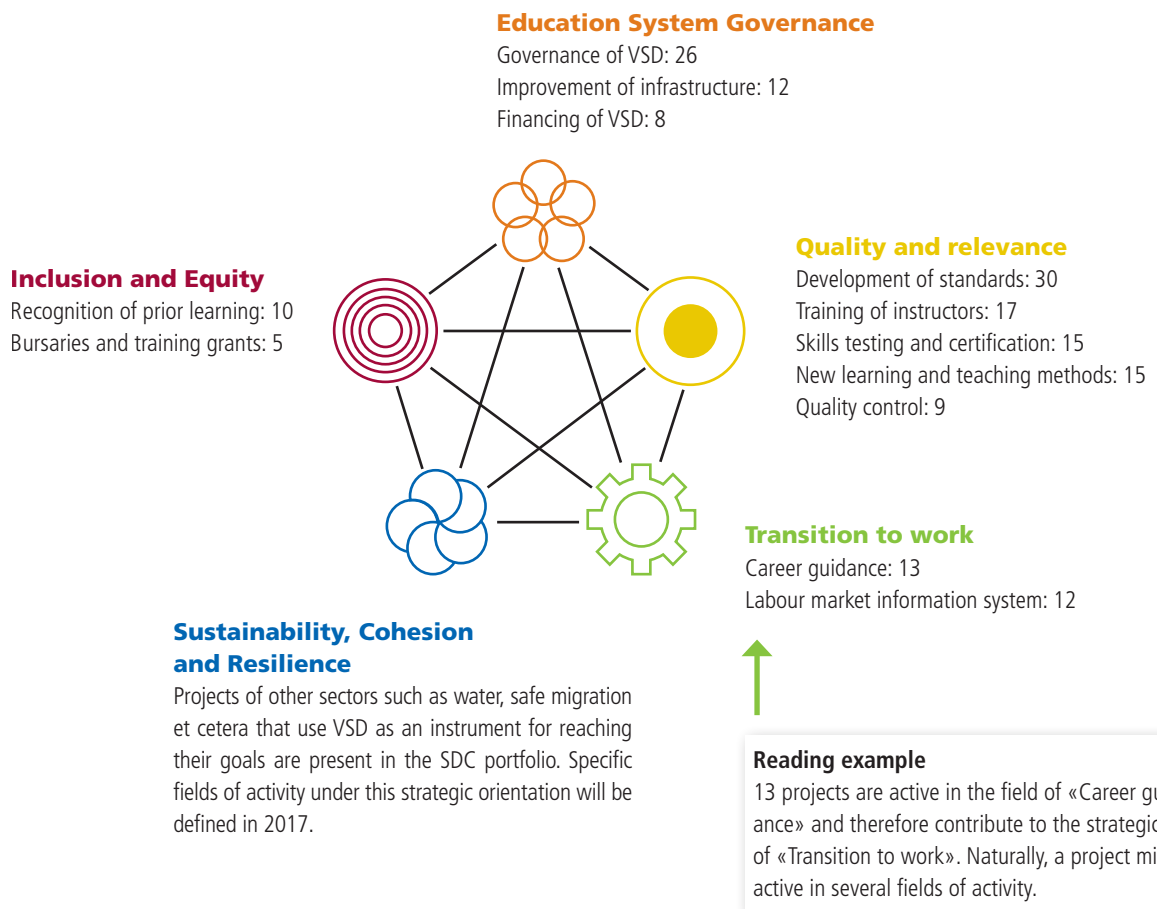 Education System Governance
Governance of VSD: 26
Improvement of infrastructure: 12
Financing of VSD: 8
Inclusion and Equity
Recognition of prior learning: 10
Bursaries and training grants: 5
Quality and relevance
Development of standards: 30
Training of instructors: 17
Skills testing and certification: 15
New learning and teaching methods: 15
Quality control: 9
Transition to work
Career guidance: 13
Labour market information system: 12
Sustainability, Cohesion
and Resilience
Projects of other sectors such as water, safe migration
et cetera that use VSD as an instrument for reaching
their goals are present in the SDC portfolio. Specific
fields of activity under this strategic orientation will be
defined in 2017.
Reading example
13 projects are active in the field of «Career
ance» and therefore contribute to the strategic
of «Transition to work». Naturally, a project
active in several fields of activity.